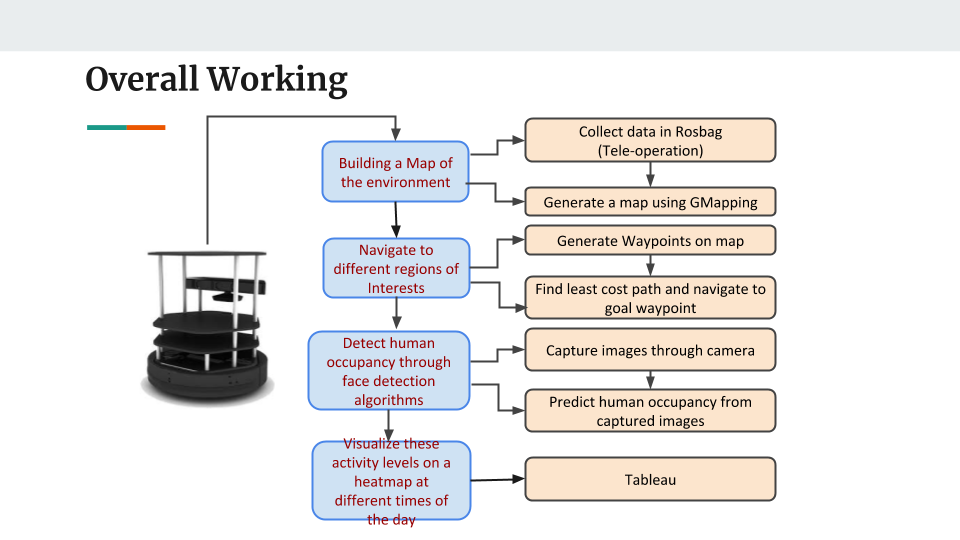 Overall Working
Building a Map of
the environment
Collect data in Rosbag
(Tele-operation)
Generate a map using GMapping
Navigate to
different regions of
Interests
Generate Waypoints on map
Find least cost path and navigate to
goal waypoint
Detect human
occupancy through
face detection
algorithms
Capture images through camera
Predict human occupancy from
captured images
Visualize these
activity levels on a
heatmap at
different times of
the day
Tableau